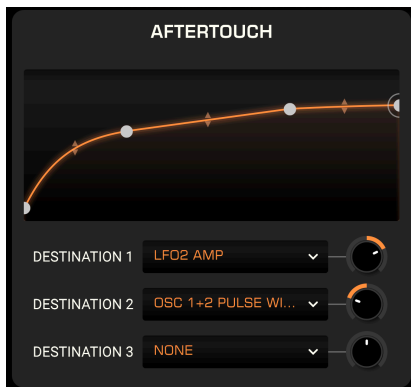 AFTERTOUCH
DESTINATION 1 LFO2 AMP
DESTINATION 2 OSC 1+2 PULSE WI...
DESTINATION 3 NONE